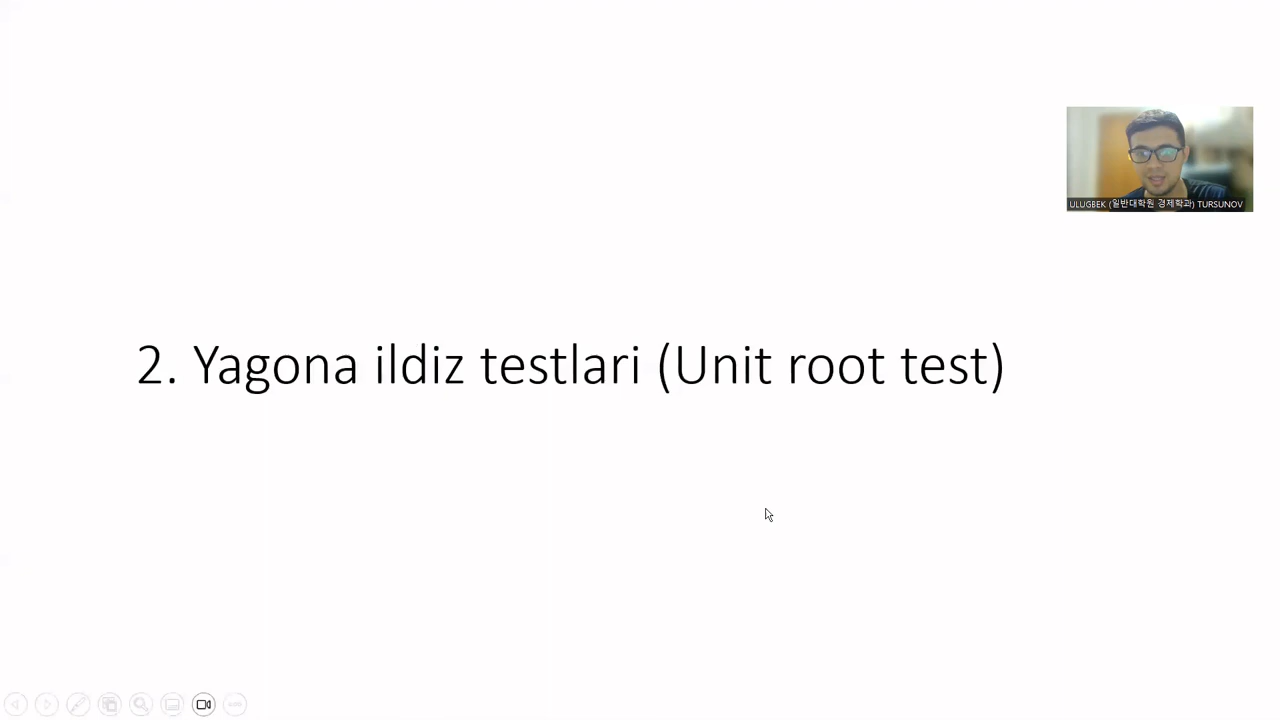 ULUGBEK (일반대학원 경제학과) TURSUNOV
2. Yagona ildiz testlari (Unit root test)